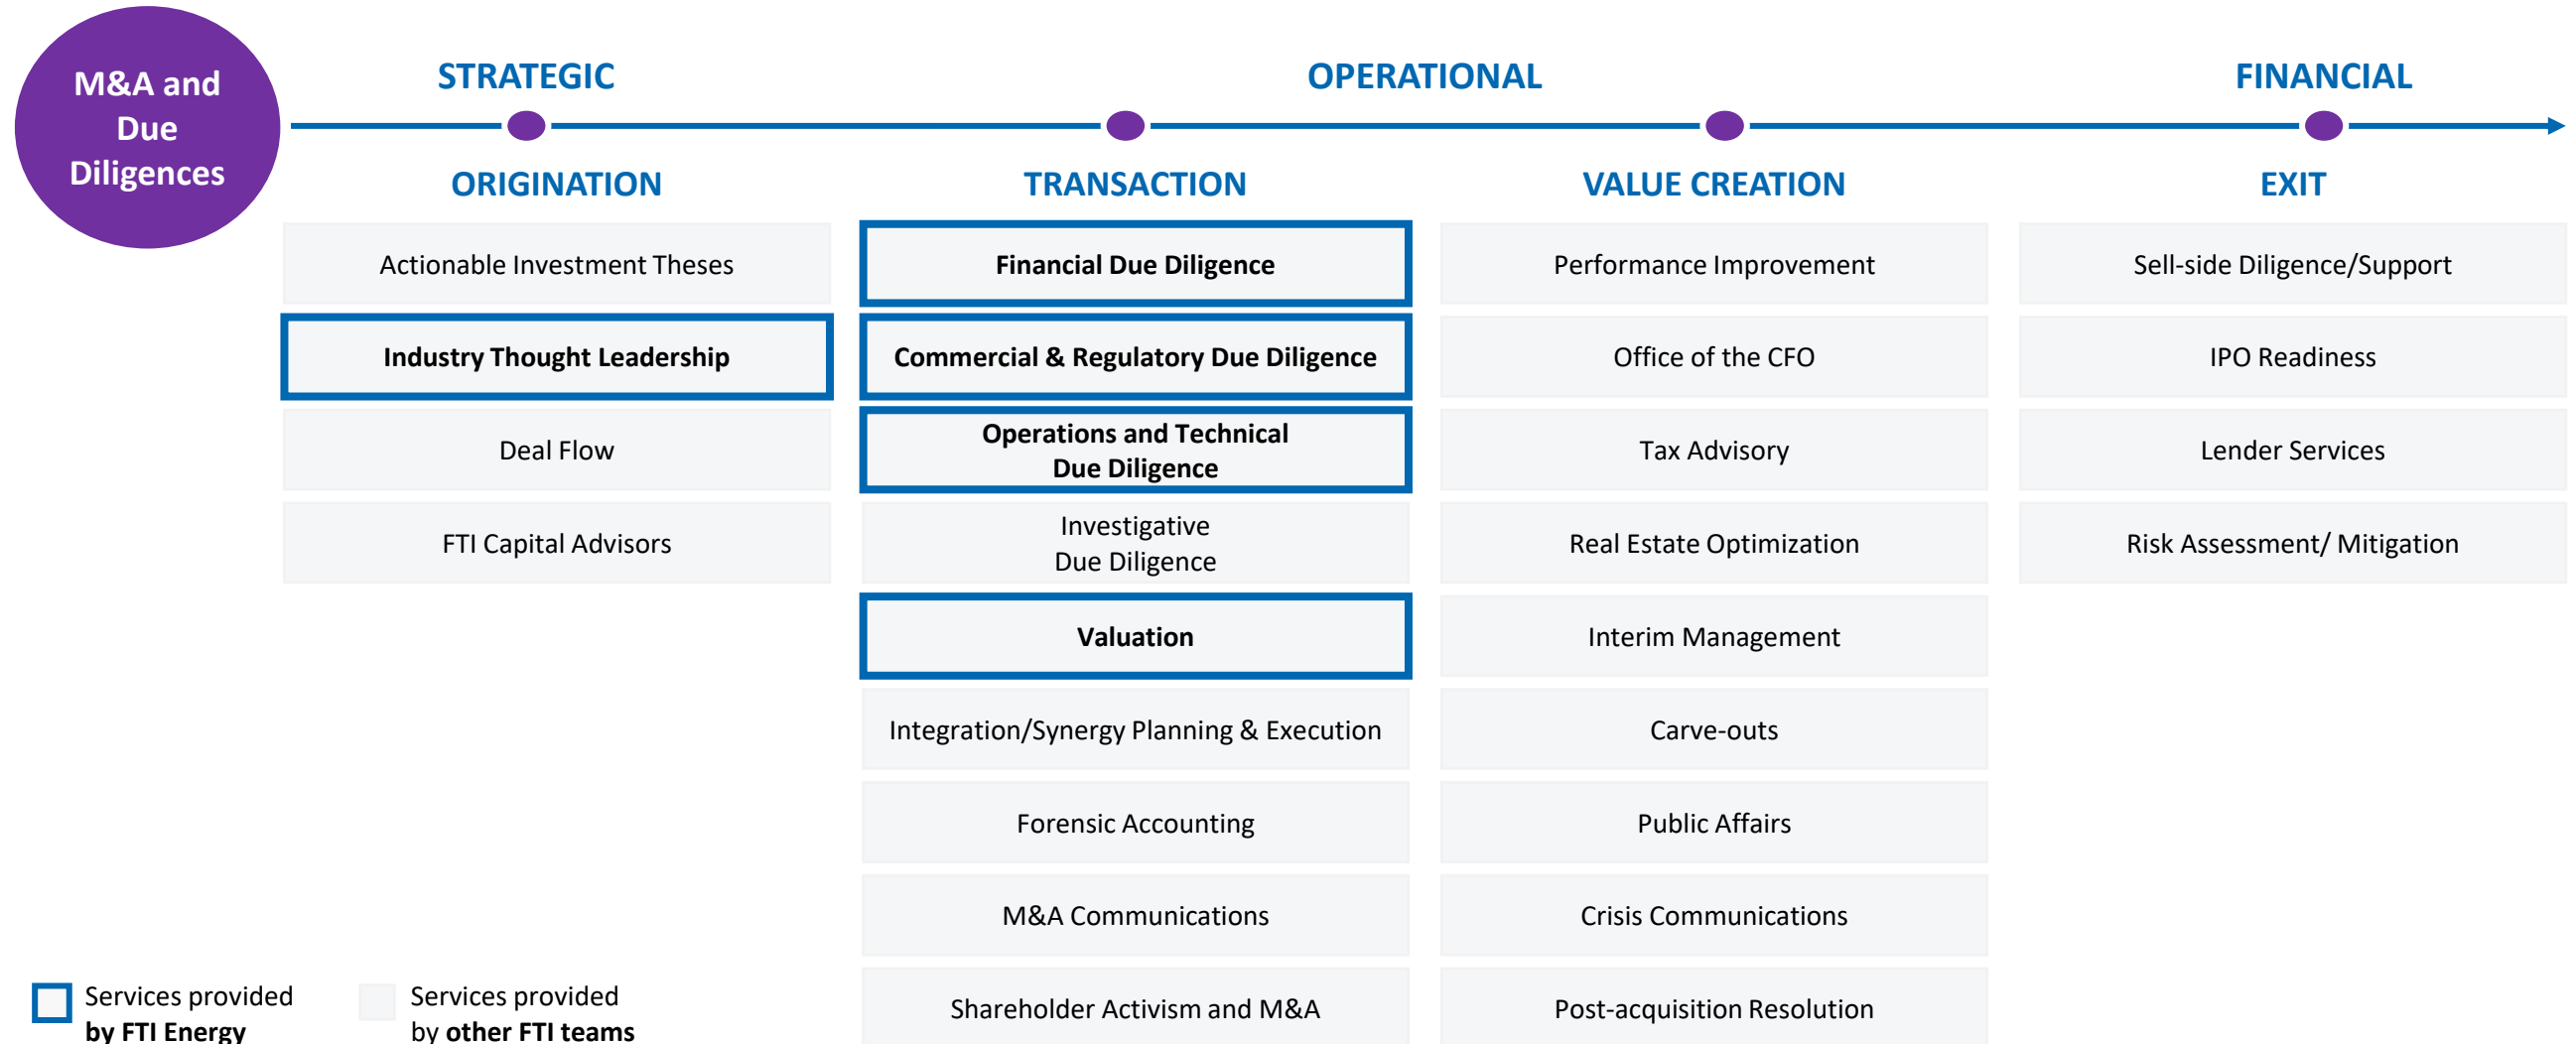 M&A and
Due
Diligences
STRATEGIC
OPERATIONAL
FINANCIAL
ORIGINATION
TRANSACTION
VALUE CREATION
EXIT
Actionable Investment Theses
Industry Thought Leadership
Deal Flow
FTI Capital Advisors
Financial Due Diligence
Commercial & Regulatory Due Diligence
Operations and Technical
Due Diligence
Investigative
Due Diligence
Valuation
Integration/Synergy Planning & Execution
Forensic Accounting
M&A Communications
Shareholder Activism and M&A
Performance Improvement
Office of the CFO
Tax Advisory
Real Estate Optimization
Interim Management
Carve-outs
Public Affairs
Crisis Communications
Post-acquisition Resolution
Sell-side Diligence/Support
IPO Readiness
Lender Services
Risk Assessment/ Mitigation
Services provided
by FTI Energy
Services provided
by other FTI teams